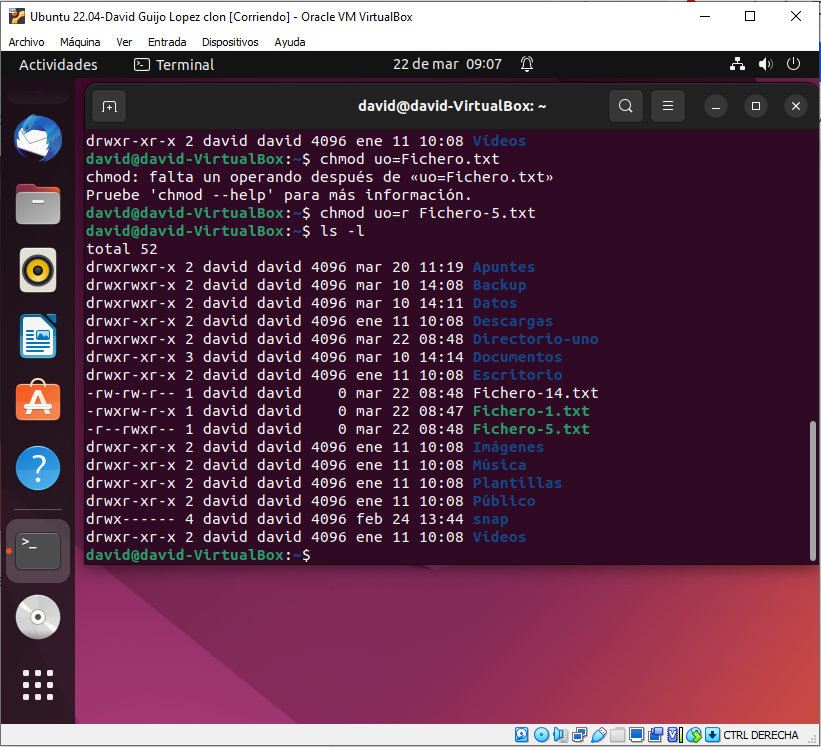 Ubuntu 22.04-David Guijo Lopez clon [Corriendo] - Oracle VM VirtualBox
Archivo Máquina Ver Entrada Dispositivos Ayuda
Actividades Terminal 22 de mar 09:07
david@david-VirtualBox: ~
drwxr-xr-x 2 david david 4096 ene 11 10:08 Vídeos
david@david-VirtualBox:~$ chmod uo=Fichero.txt
chmod: falta un operando después de «uo=Fichero.txt»
Pruebe 'chmod --help' para más información.
david@david-VirtualBox:~$ chmod uo=r Fichero-5.txt
david@david-VirtualBox:~$ ls -l
total 52
drwxrwxr-x 2 david david 4096 mar 20 11:19 Apuntes
drwxrwxr-x 2 david david 4096 mar 10 14:08 Backup
drwxrwxr-x 2 david david 4096 mar 10 14:11 Datos
drwxr-xr-x 2 david david 4096 ene 11 10:08 Descargas
drwxrwxr-x 2 david david 4096 mar 22 08:48 Directorio-uno
drwxr-xr-x 3 david david 4096 mar 10 14:14 Documentos
drwxr-xr-x 2 david david 4096 ene 11 10:08 Escritorio
-rw-rw-r-- 1 david david 0 mar 22 08:48 Fichero-14.txt
-rwxrwxr-x 1 david david 0 mar 22 08:47 Fichero-1.txt
-r--rwxr-- 1 david david 0 mar 22 08:48 Fichero-5.txt
drwxr-xr-x 2 david david 4096 ene 11 10:08 Imágenes
drwxr-xr-x 2 david david 4096 ene 11 10:08 Música
drwxr-xr-x 2 david david 4096 ene 11 10:08 Plantillas
drwxr-xr-x 2 david david 4096 ene 11 10:08 Público
drwx------ 4 david david 4096 feb 24 13:44 snap
drwxr-xr-x 2 david david 4096 ene 11 10:08 Vídeos
david@david-VirtualBox:~$
CTRL DERECHA